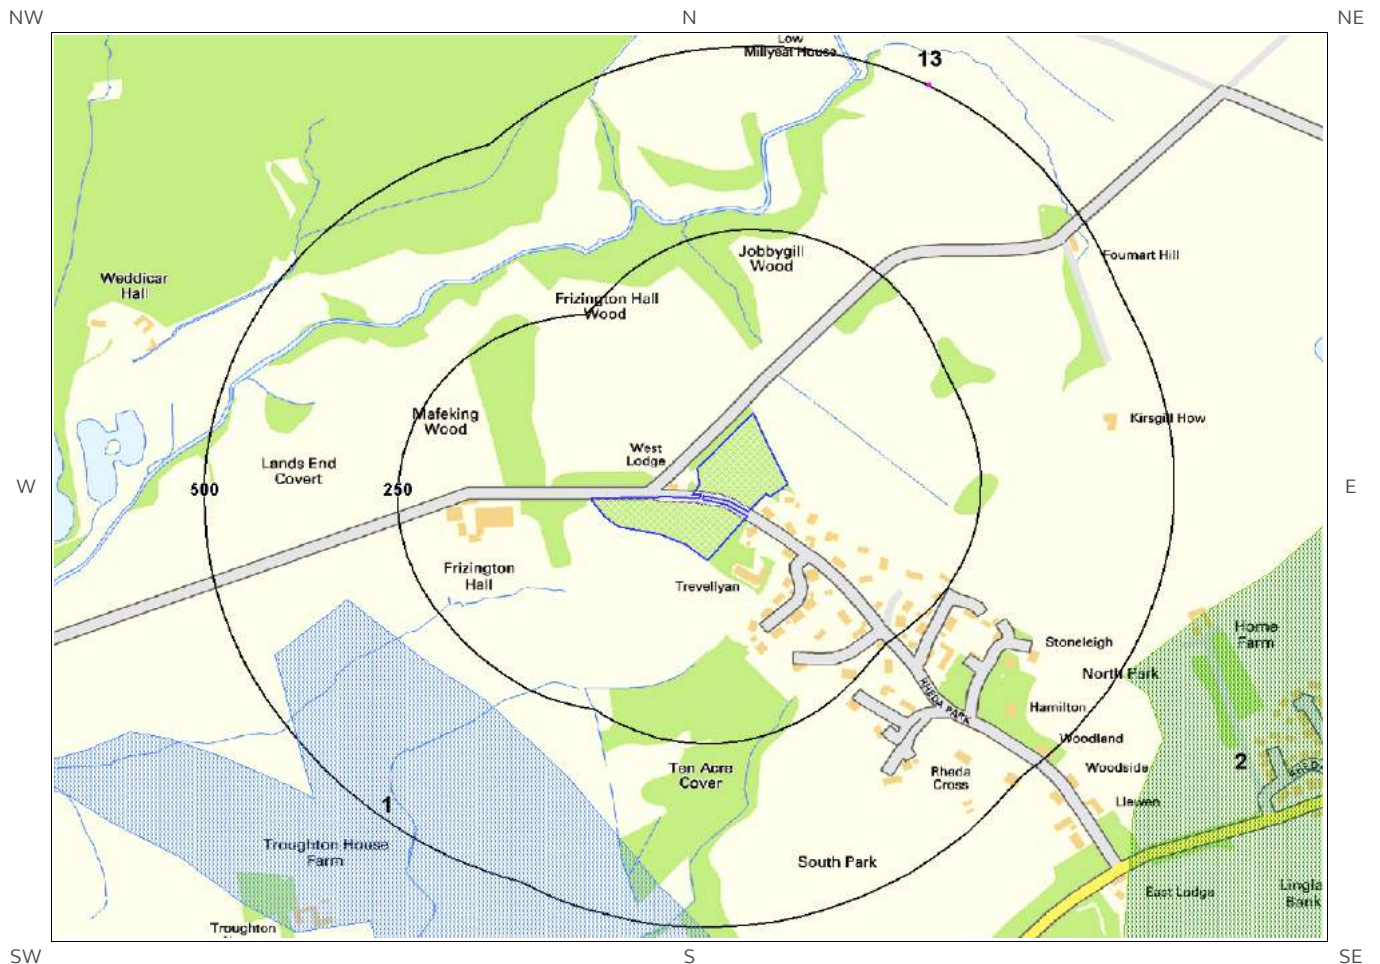 NW
N
NE
Low
Millyeat House
13
Foumart Hill
Jobbygill
Wood
Weddicar
Hall
Frizington Hall
Wood
Mafeking
Wood
Kirsgill How
West
Lodge
Lands End
Covert
W
500
250
E
Frizington
Hall
Trevellyan
Home
Farm
Stoneleigh
North Park
RHEDA PARK
Hamilton
Woodland
2
Ten Acre
Cover
Rheda
Cross
Woodside
Llewen
1
Troughton House
Farm
South Park
East Lodge
Lingla
Bank
Troughton
SW
S
SE